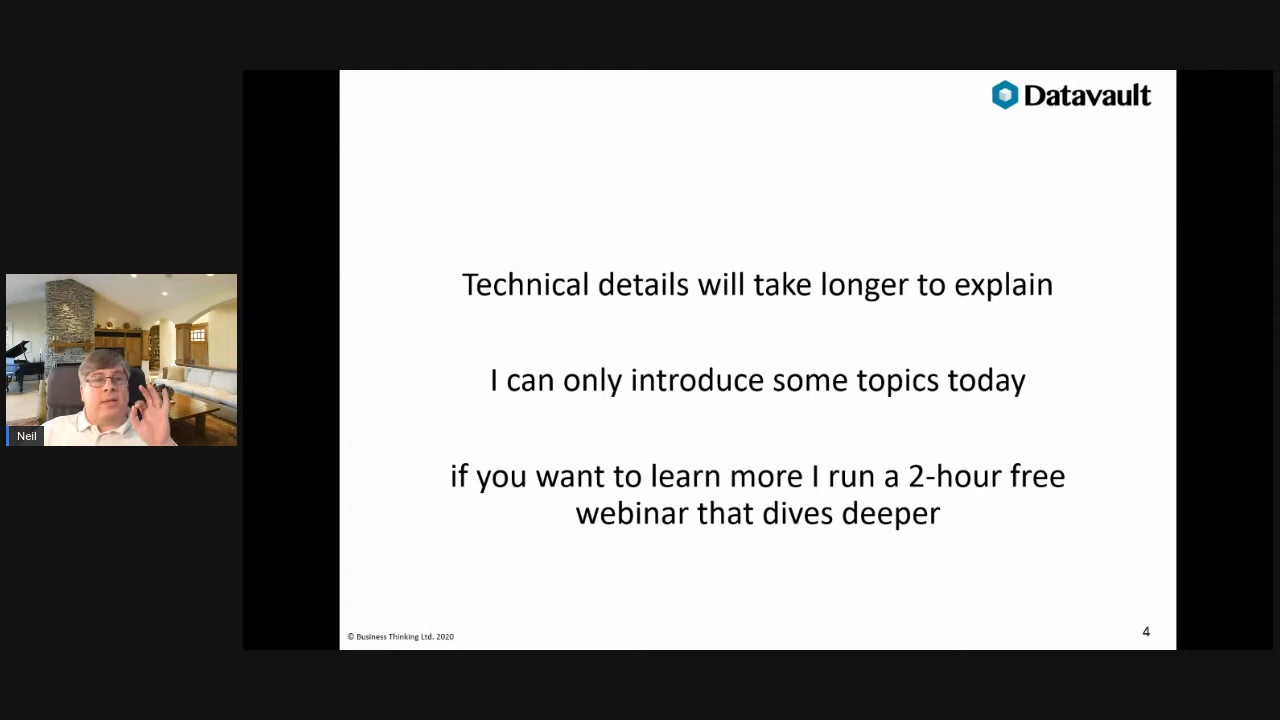 Datavault
Technical details will take longer to explain
I can only introduce some topics today
if you want to learn more I run a 2-hour free
webinar that dives deeper
Neil
© Business Thinking Ltd. 2020
4